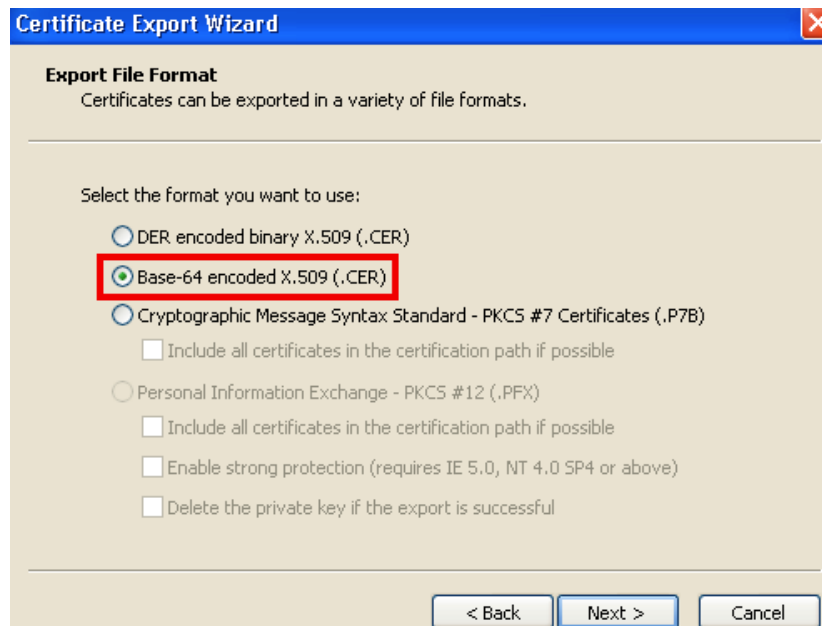 Certificate Export Wizard
Export File Format
Certificates can be exported in a variety of file formats.
Select the format you want to use:
DER encoded binary X.509 (.CER)
Base-64 encoded X.509 (.CER)
Cryptographic Message Syntax Standard - PKCS #7 Certificates (.P7B)
Include all certificates in the certification path if possible
Personal Information Exchange - PKCS #12 (.PFX)
Include all certificates in the certification path if possible
Enable strong protection (requires IE 5.0, NT 4.0 SP4 or above)
Delete the private key if the export is successful
< Back Next > Cancel